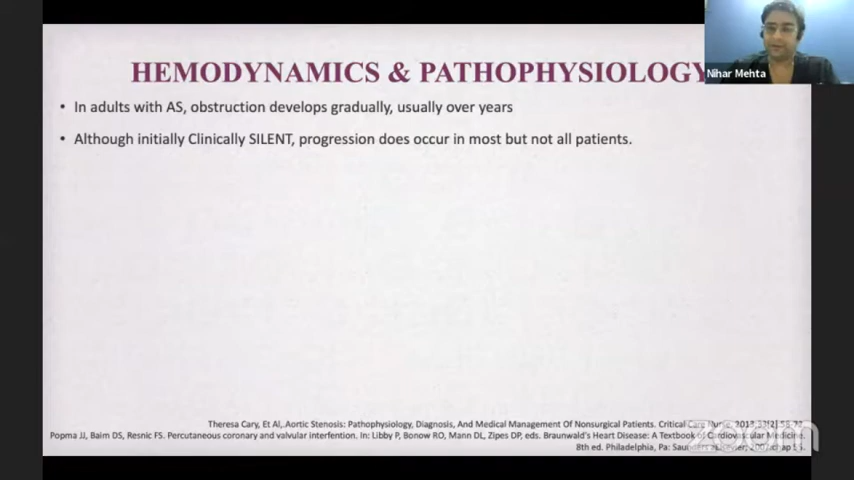 HEMODYNAMICS & PATHOPHYSIOLOGY
Nihar Mehta
• In adults with AS, obstruction develops gradually, usually over years
• Although initially Clinically SILENT, progression does occur in most but not all patients.
Theresa Cary, Et Al,.Aortic Stenosis: Pathophysiology, Diagnosis, And Medical Management Of Nonsurgical Patients. Critical
Popma JJ, Baim DS, Resnic FS. Percutaneous coronary and valvular interfention. In: Libby P, Bonow RO, Mann DL, Zipes DP, eds. Braunwald's Heart Disease: A Textbook of Cardiovascular Medicine.
8th ed. Philadelphia, Pa:
zoom